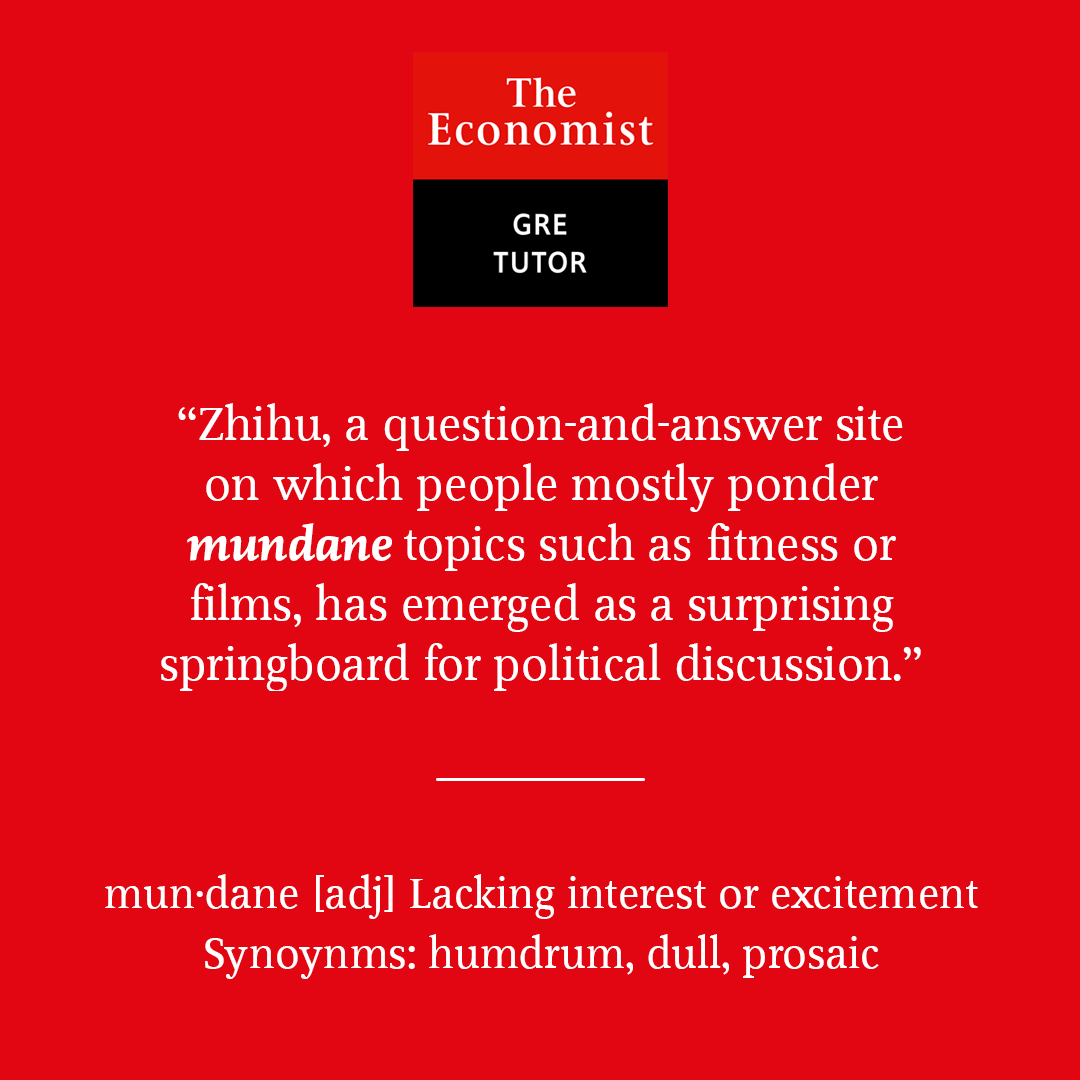 The
Economist
GRE
TUTOR
“Zhihu, a question-and-answer site
on which people mostly ponder
mundane topics such as fitness or
films, has emerged as a surprising
springboard for political discussion.”
mun·dane [adj] Lacking interest or excitement
Synoynms: humdrum, dull, prosaic